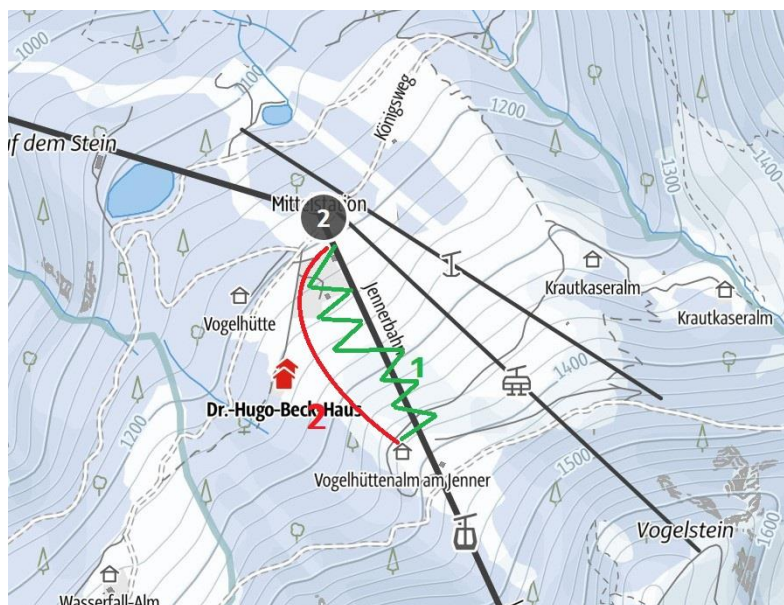 1000
1100
1200
1400
uf dem Stein
Königsweg
Mittelstation
2
1300
Jennerbahn
Krautkaseralm
Krautkaseralm
Vogelhütte
1
1400
Dr.-Hugo-Beck-Haus
2
1200
1500
Vogelhüttenalm am Jenner
Vogelstein
1600
Wasserfall-Alm